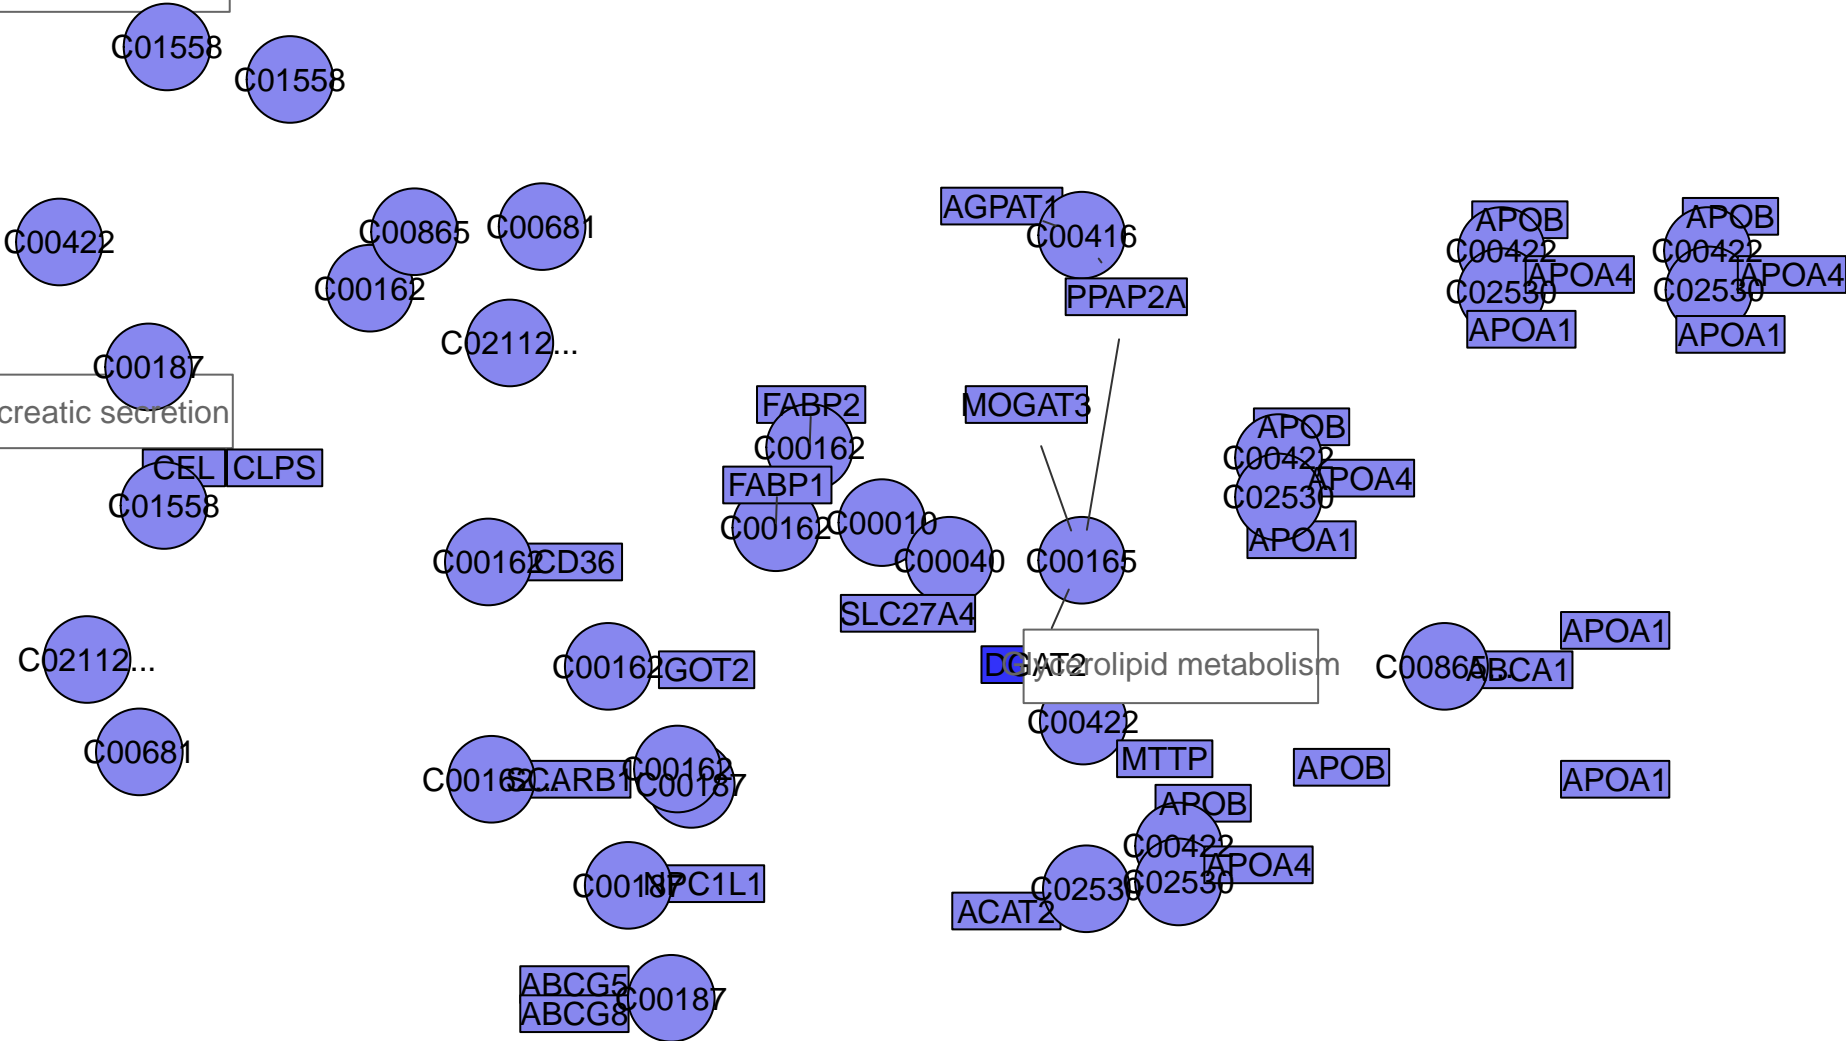 C01558
C01558
AGPAT1
C00416
C00422
C00865
C00681
C00162
PPAP2A
APOB
C00422
APOA4
C02530
APOA1
APOB
C00422
APOA4
C02530
APOA1
C02112...
C00187
creatic secretion
CEL
CLPS
C01558
FABP2
C00162
FABP1
C00162
C00010
C00040
SLC27A4
MOGAT3
C00165
APOB
C00422
APOA4
C02530
APOA1
C00162
CD36
C02112...
C00162
GOT2
DGAT2
Glycerolipid metabolism
C00422
C00865...
ABCA1
APOA1
C00681
C00162...
SCARB1
C00162
C00187
MTTP
APOB
APOA1
APOB
C00422
APOA4
C02530
C02530
ACAT2
C00187
NPC1L1
ABCG5
ABCG8
C00187